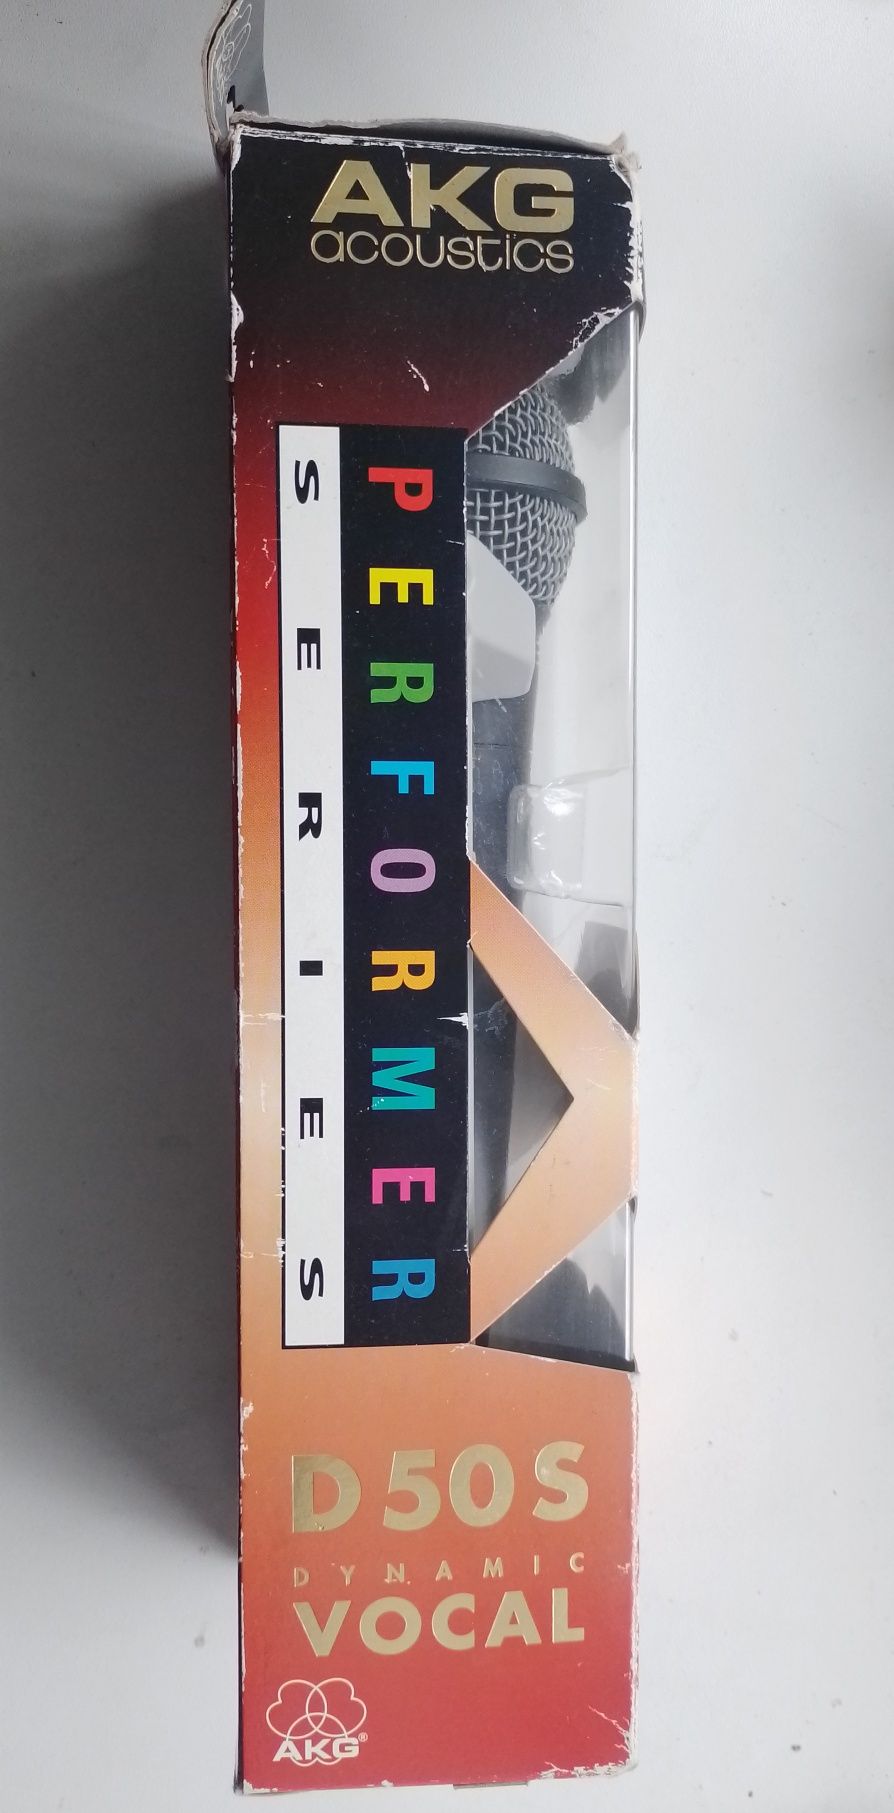 AKG
acoustics
PERFORMER
SERIES
D50S
DYNAMIC
VOCAL
AKG®